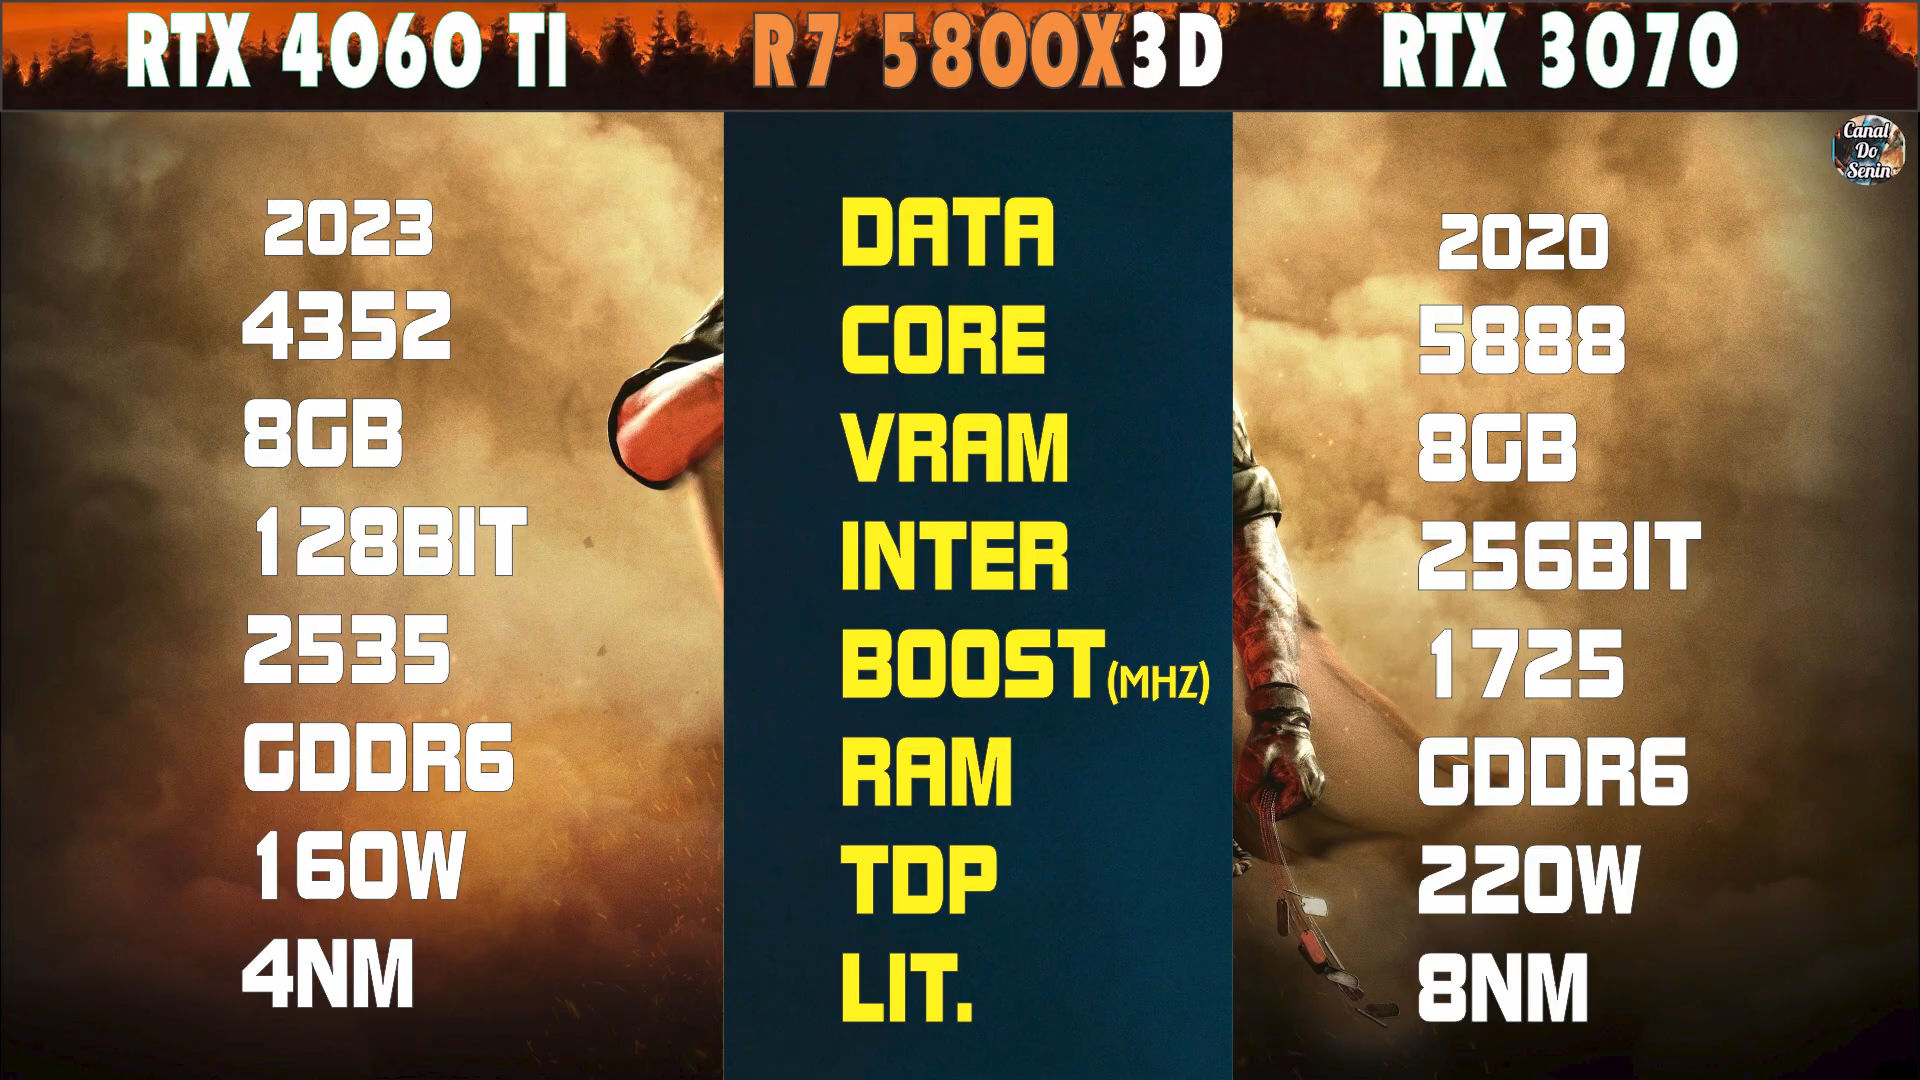 RTX 4060 TI R7 5800X3D RTX 3070
Canal
Do
Senin
2023 DATA 2020
4352 CORE 5888
8GB VRAM 8GB
128BIT INTER 256BIT
2535 BOOST(MHZ) 1725
GDDR6 RAM GDDR6
160W TDP 220W
4NM LIT. 8NM